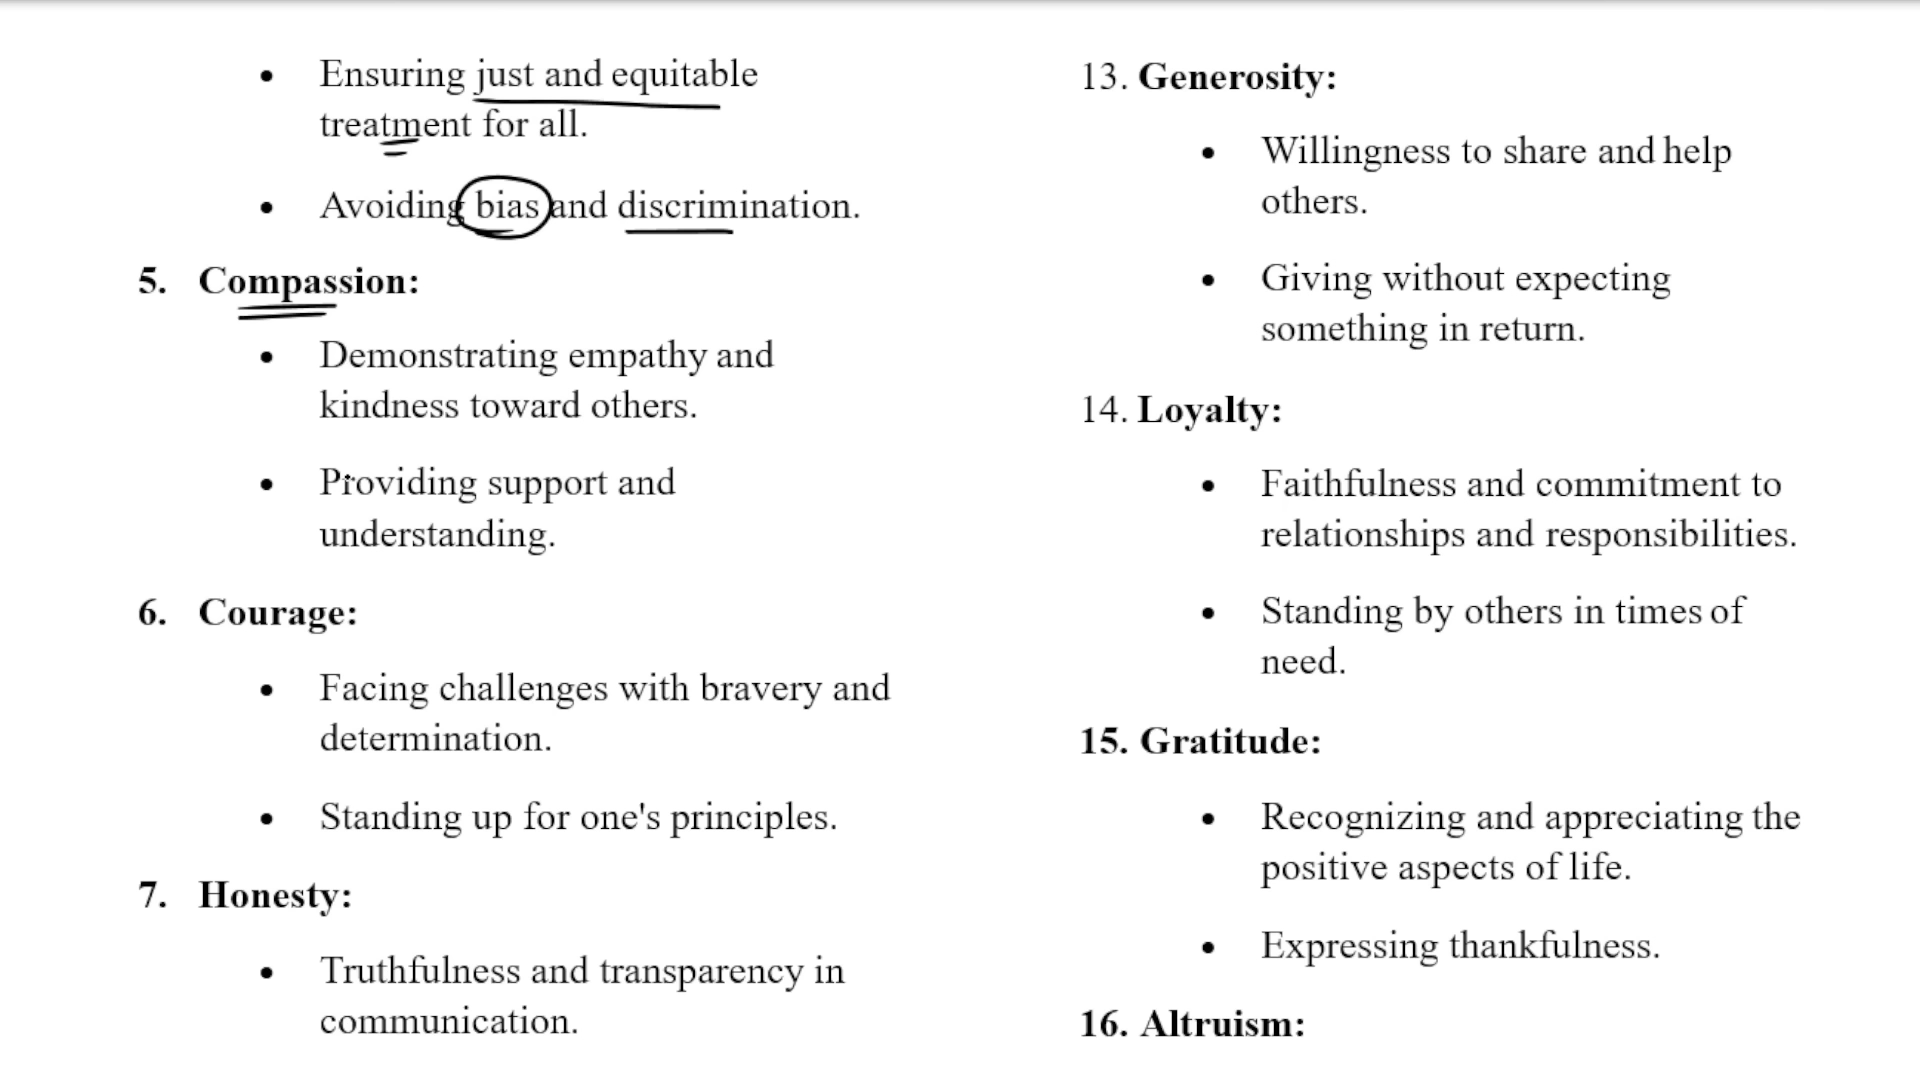 • Ensuring just and equitable
treatment for all.
• Avoiding bias and discrimination.
5. Compassion:
• Demonstrating empathy and
kindness toward others.
• Providing support and
understanding.
6. Courage:
• Facing challenges with bravery and
determination.
• Standing up for one's principles.
7. Honesty:
• Truthfulness and transparency in
communication.
13. Generosity:
• Willingness to share and help
others.
• Giving without expecting
something in return.
14. Loyalty:
• Faithfulness and commitment to
relationships and responsibilities.
• Standing by others in times of
need.
15. Gratitude:
• Recognizing and appreciating the
positive aspects of life.
• Expressing thankfulness.
16. Altruism: